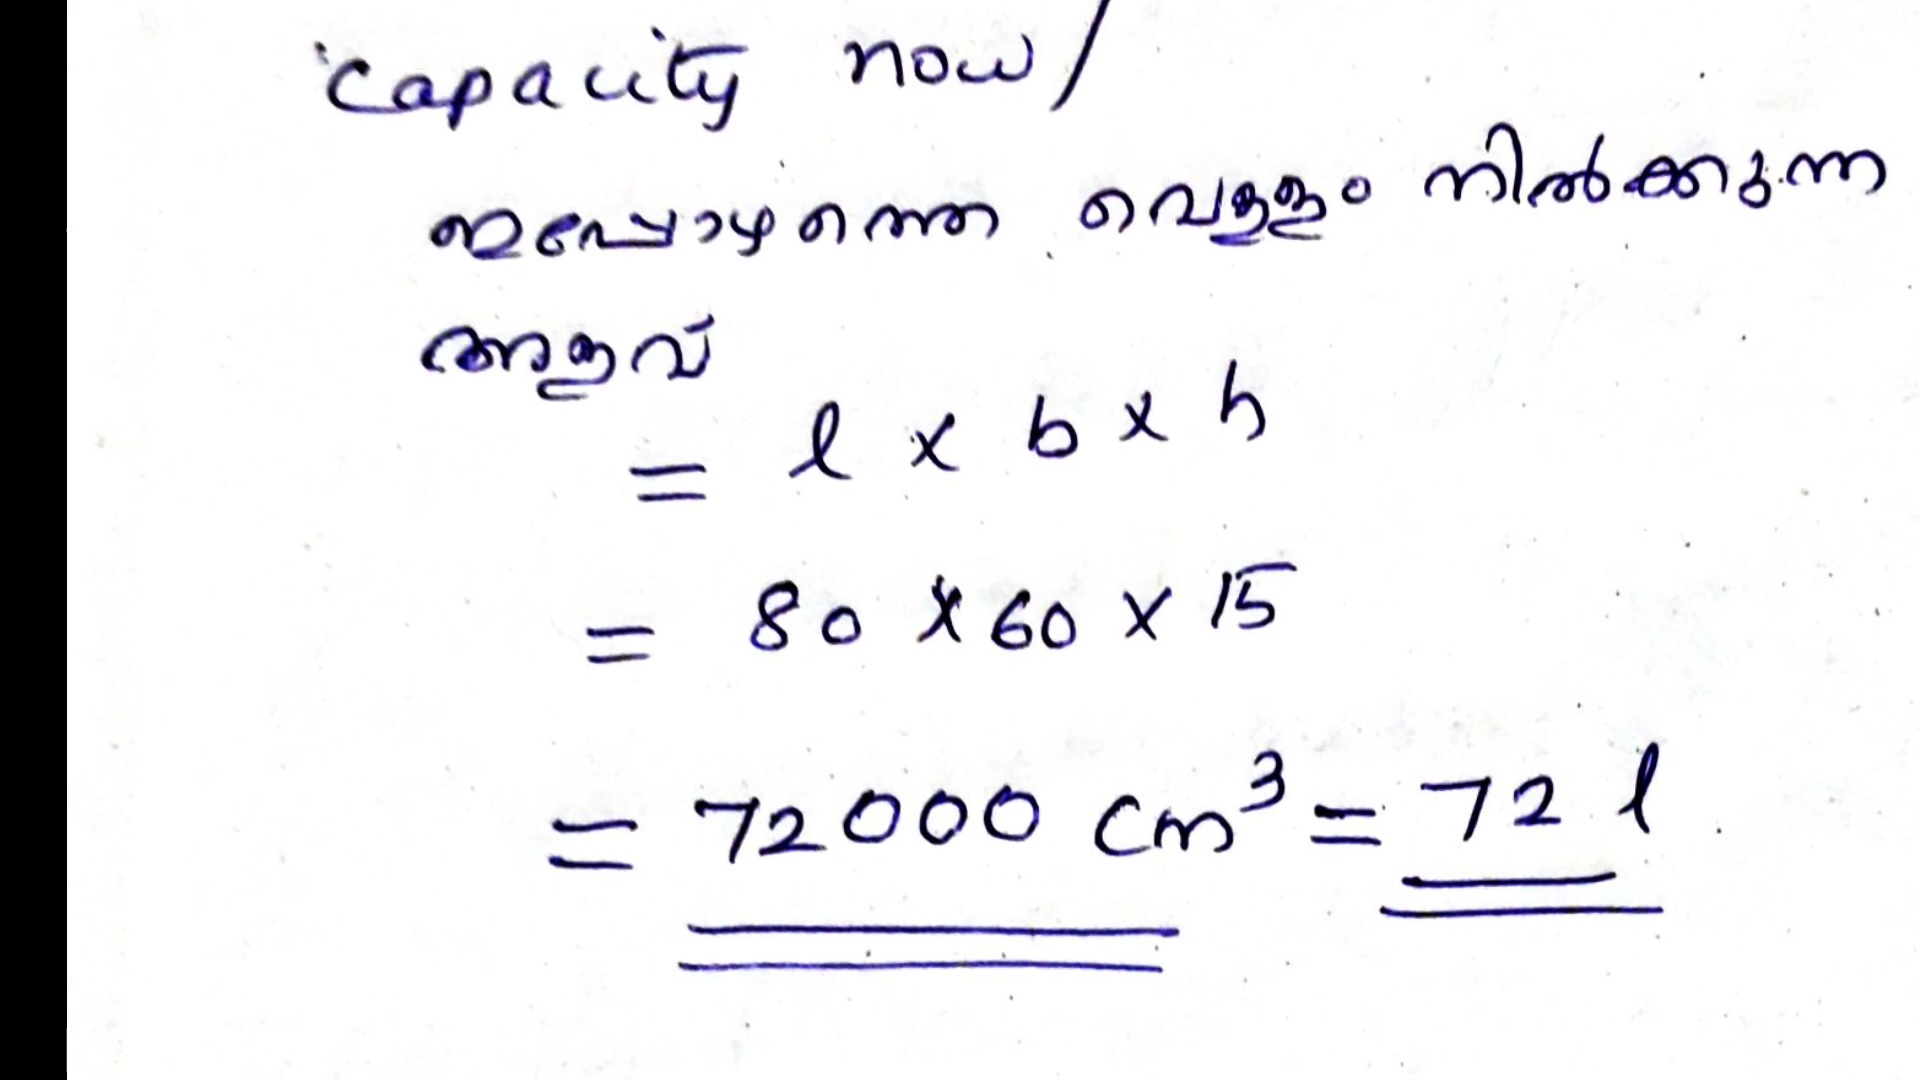 Capacity now/
ഇപ്പോഴത്തെ വെള്ളം നിൽക്കുന്ന
അളവ്
= l x b x h
= 80 x 60 x 15
= 72000 cm³ = 72 l